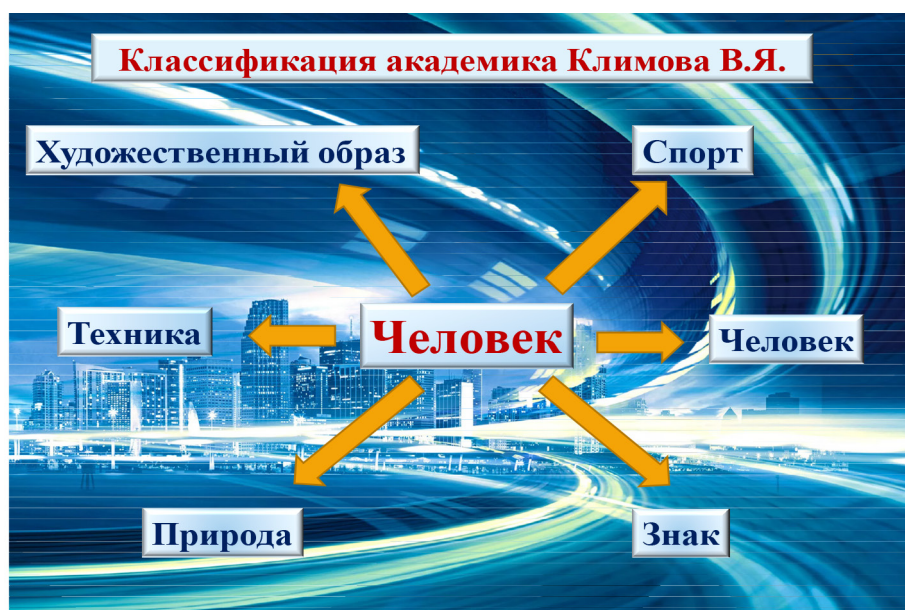 Классификация академика Климова В.Я.
Художественный образ
Спорт
Техника
Человек
Человек
Природа
Знак